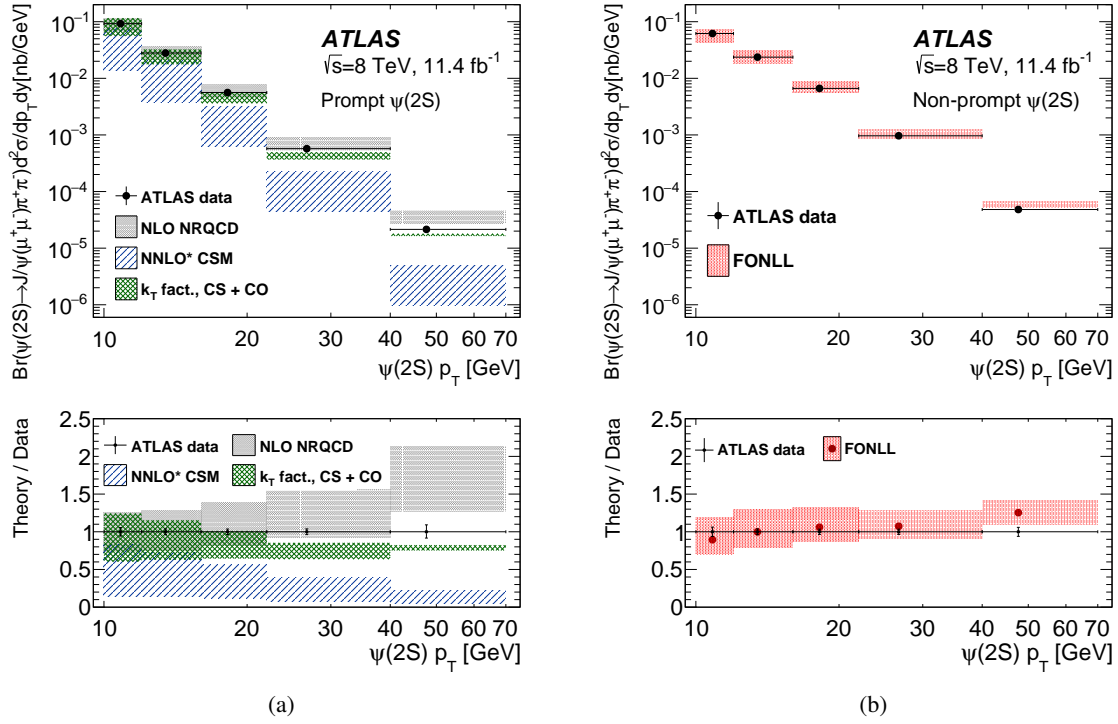 Br(ψ(2S)→J/ψ(μ⁺μ⁻)π⁺π⁻)d²σ/dp_T dy[nb/GeV]
10⁻¹
10⁻²
10⁻³
10⁻⁴
10⁻⁵
10⁻⁶
ATLAS
√s=8 TeV, 11.4 fb⁻¹
Prompt ψ(2S)
ATLAS data
NLO NRQCD
NNLO* CSM
k_T fact., CS + CO
10 20 30 40 50 60 70
ψ(2S) p_T [GeV]
Theory / Data
2.5
2
1.5
1
0.5
0
ATLAS data NLO NRQCD
NNLO* CSM k_T fact., CS + CO
10 20 30 40 50 60 70
ψ(2S) p_T [GeV]
(a)
Br(ψ(2S)→J/ψ(μ⁺μ⁻)π⁺π⁻)d²σ/dp_T dy[nb/GeV]
10⁻¹
10⁻²
10⁻³
10⁻⁴
10⁻⁵
10⁻⁶
ATLAS
√s=8 TeV, 11.4 fb⁻¹
Non-prompt ψ(2S)
ATLAS data
FONLL
10 20 30 40 50 60 70
ψ(2S) p_T [GeV]
Theory / Data
2.5
2
1.5
1
0.5
0
ATLAS data FONLL
10 20 30 40 50 60 70
ψ(2S) p_T [GeV]
(b)